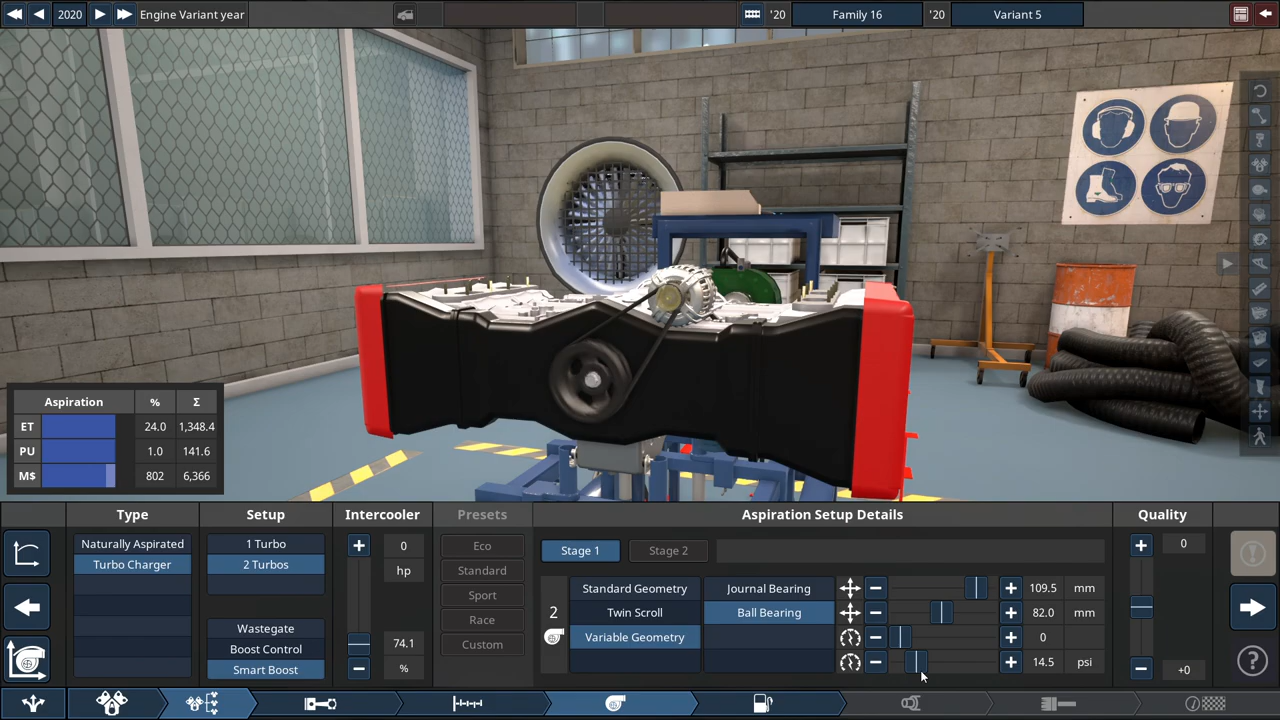 2020 Engine Variant year '20 Family 16 '20 Variant 5
Aspiration % Σ
ET 24.0 1,348.4
PU 1.0 141.6
M$ 802 6,366
Type
Naturally Aspirated
Turbo Charger
Setup
1 Turbo
2 Turbos
Wastegate
Boost Control
Smart Boost
Intercooler
0
hp
74.1
%
Presets
Eco
Standard
Sport
Race
Custom
Aspiration Setup Details
Stage 1 Stage 2
2
Standard Geometry
Twin Scroll
Variable Geometry
Journal Bearing
Ball Bearing
109.5 mm
82.0 mm
0
14.5 psi
Quality
0
+0